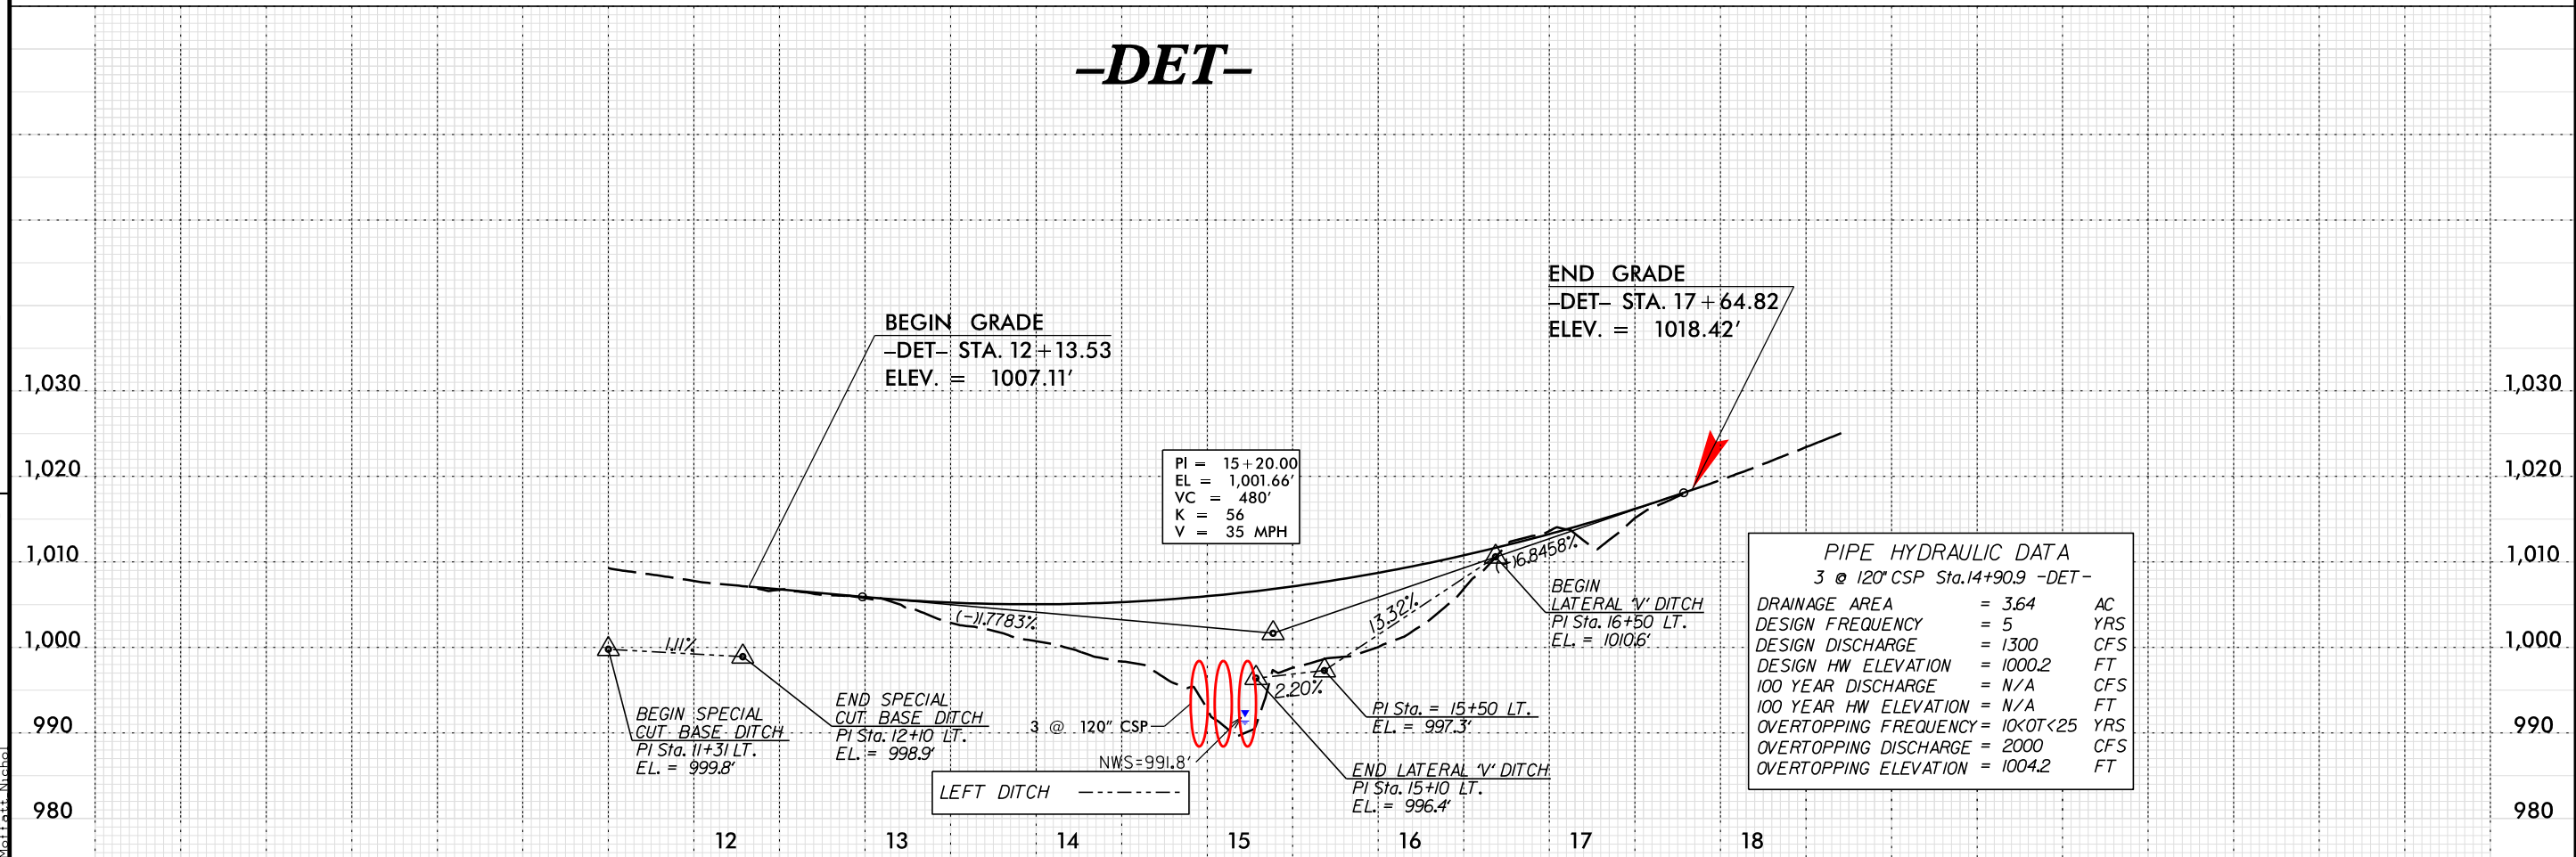 –DET–
END GRADE
–DET– STA. 17+64.82
ELEV. = 1018.42'
BEGIN GRADE
–DET– STA. 12+13.53
ELEV. = 1007.11'
1,030
1,030
PI = 15+20.00
EL = 1,001.66'
VC = 480'
K = 56
V = 35 MPH
1,020
1,020
1,010
1,010
(+)6.8458%
(-)1.7783%
13.32%
1.11%
2.20%
1,000
1,000
BEGIN
LATERAL 'V' DITCH
PI Sta. 16+50 LT.
EL. = 1010.6'
PIPE HYDRAULIC DATA
3 @ 120" CSP Sta. 14+90.9 -DET-
DRAINAGE AREA = 3.64 AC
DESIGN FREQUENCY = 5 YRS
DESIGN DISCHARGE = 1300 CFS
DESIGN HW ELEVATION = 1000.2 FT
100 YEAR DISCHARGE = N/A CFS
100 YEAR HW ELEVATION = N/A FT
OVERTOPPING FREQUENCY = 10<OT<25 YRS
OVERTOPPING DISCHARGE = 2000 CFS
OVERTOPPING ELEVATION = 1004.2 FT
BEGIN SPECIAL
CUT BASE DITCH
PI Sta. 11+31 LT.
EL. = 999.8'
END SPECIAL
CUT BASE DITCH
PI Sta. 12+10 LT.
EL. = 998.9'
3 @ 120" CSP
NWS=991.8'
PI Sta. = 15+50 LT.
EL. = 997.3'
END LATERAL 'V' DITCH
PI Sta. 15+10 LT.
EL. = 996.4'
990
990
LEFT DITCH
980
980
12 13 14 15 16 17 18